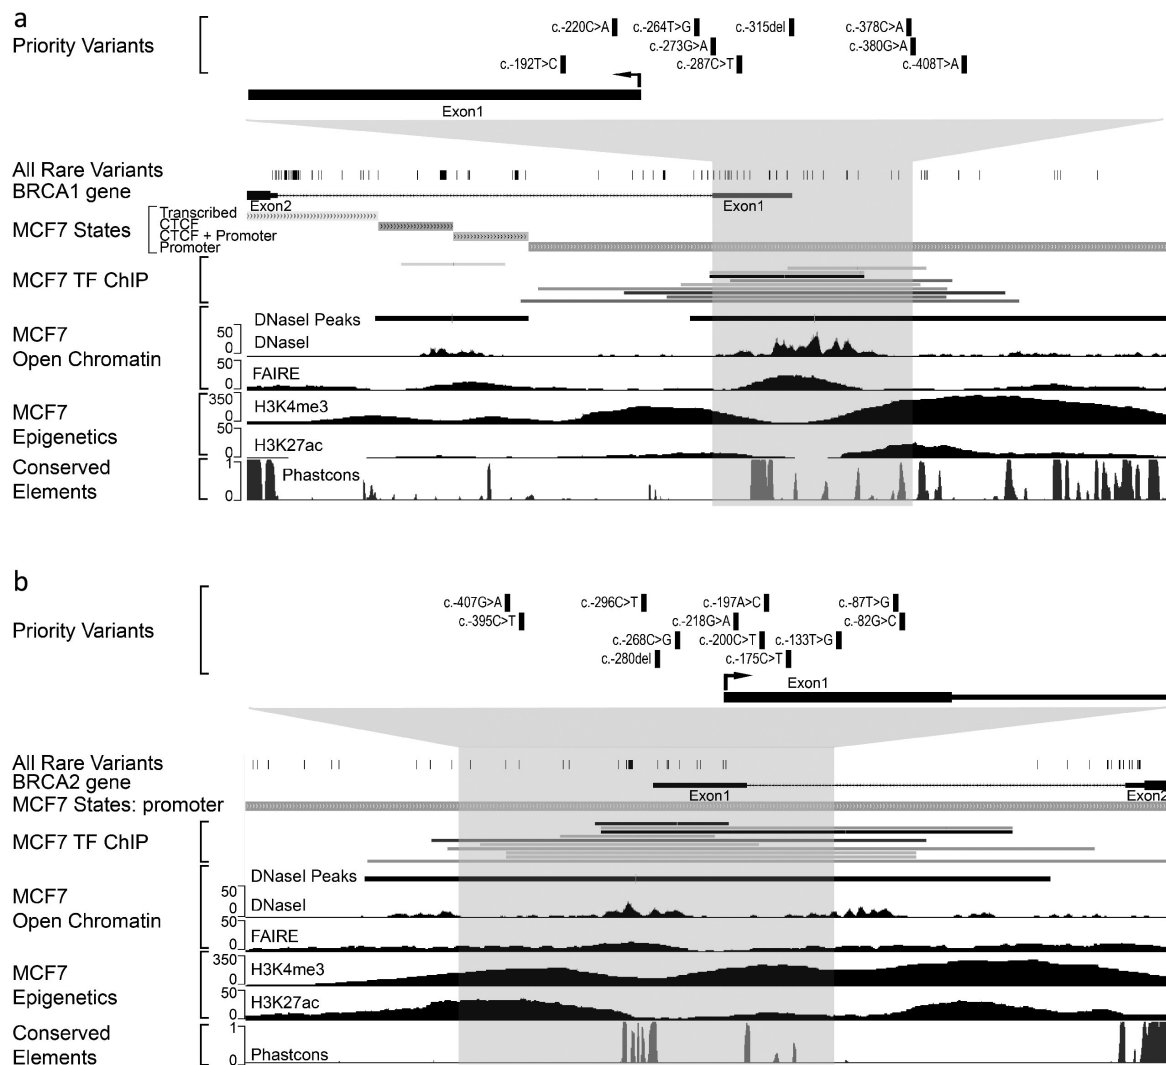 a
Priority Variants
c.-220C>A c.-264T>G c.-315del c.-378C>A
c.-273G>A c.-380G>A
c.-192T>C c.-287C>T c.-408T>A
Exon1
All Rare Variants
BRCA1 gene
Exon2 Exon1
MCF7 States
Transcribed
CTCF
CTCF + Promoter
Promoter
MCF7 TF ChIP
MCF7
Open Chromatin
DNaseI Peaks
50
0
DNaseI
50
0
FAIRE
MCF7
Epigenetics
350
0
H3K4me3
50
0
H3K27ac
Conserved
Elements
1
0
Phastcons
b
Priority Variants
c.-407G>A c.-296C>T c.-197A>C c.-87T>G
c.-395C>T c.-218G>A c.-82G>C
c.-268C>G c.-200C>T c.-133T>G
c.-280del c.-175C>T
Exon1
All Rare Variants
BRCA2 gene
Exon1 Exon2
MCF7 States: promoter
MCF7 TF ChIP
MCF7
Open Chromatin
DNaseI Peaks
50
0
DNaseI
50
0
FAIRE
MCF7
Epigenetics
350
0
H3K4me3
50
0
H3K27ac
Conserved
Elements
1
0
Phastcons